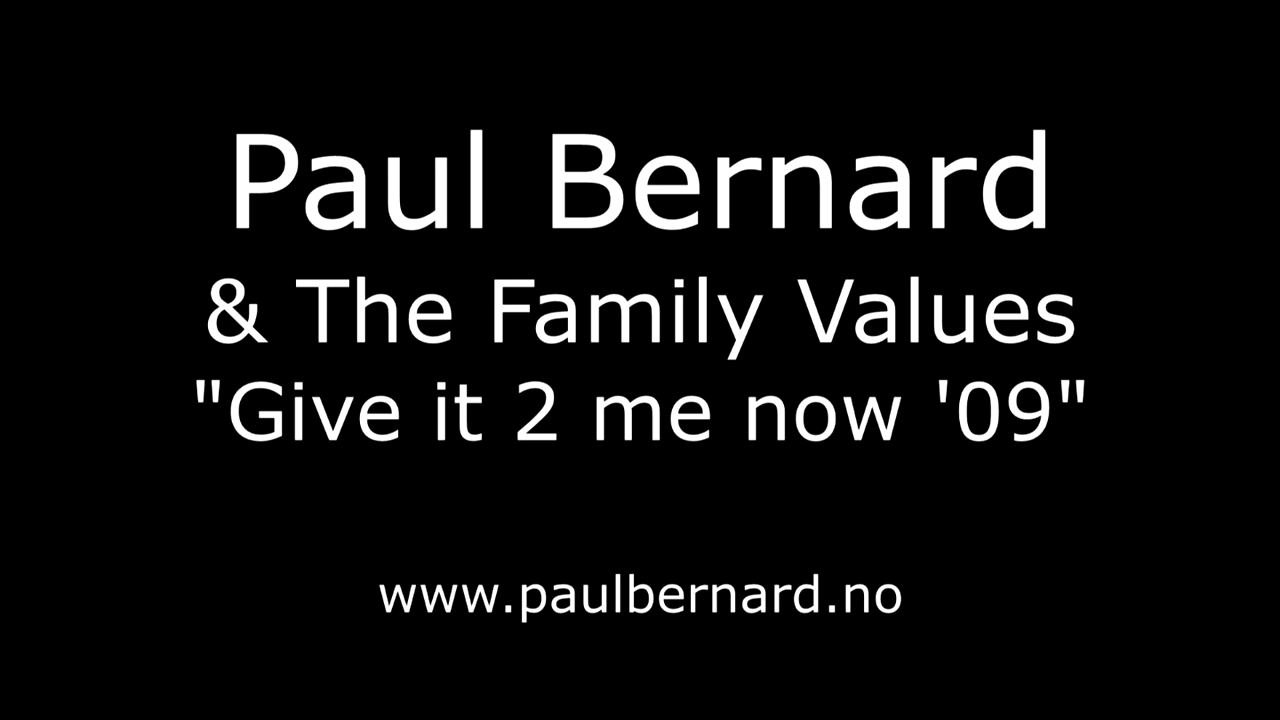 Paul Bernard
& The Family Values
"Give it 2 me now '09"
www.paulbernard.no